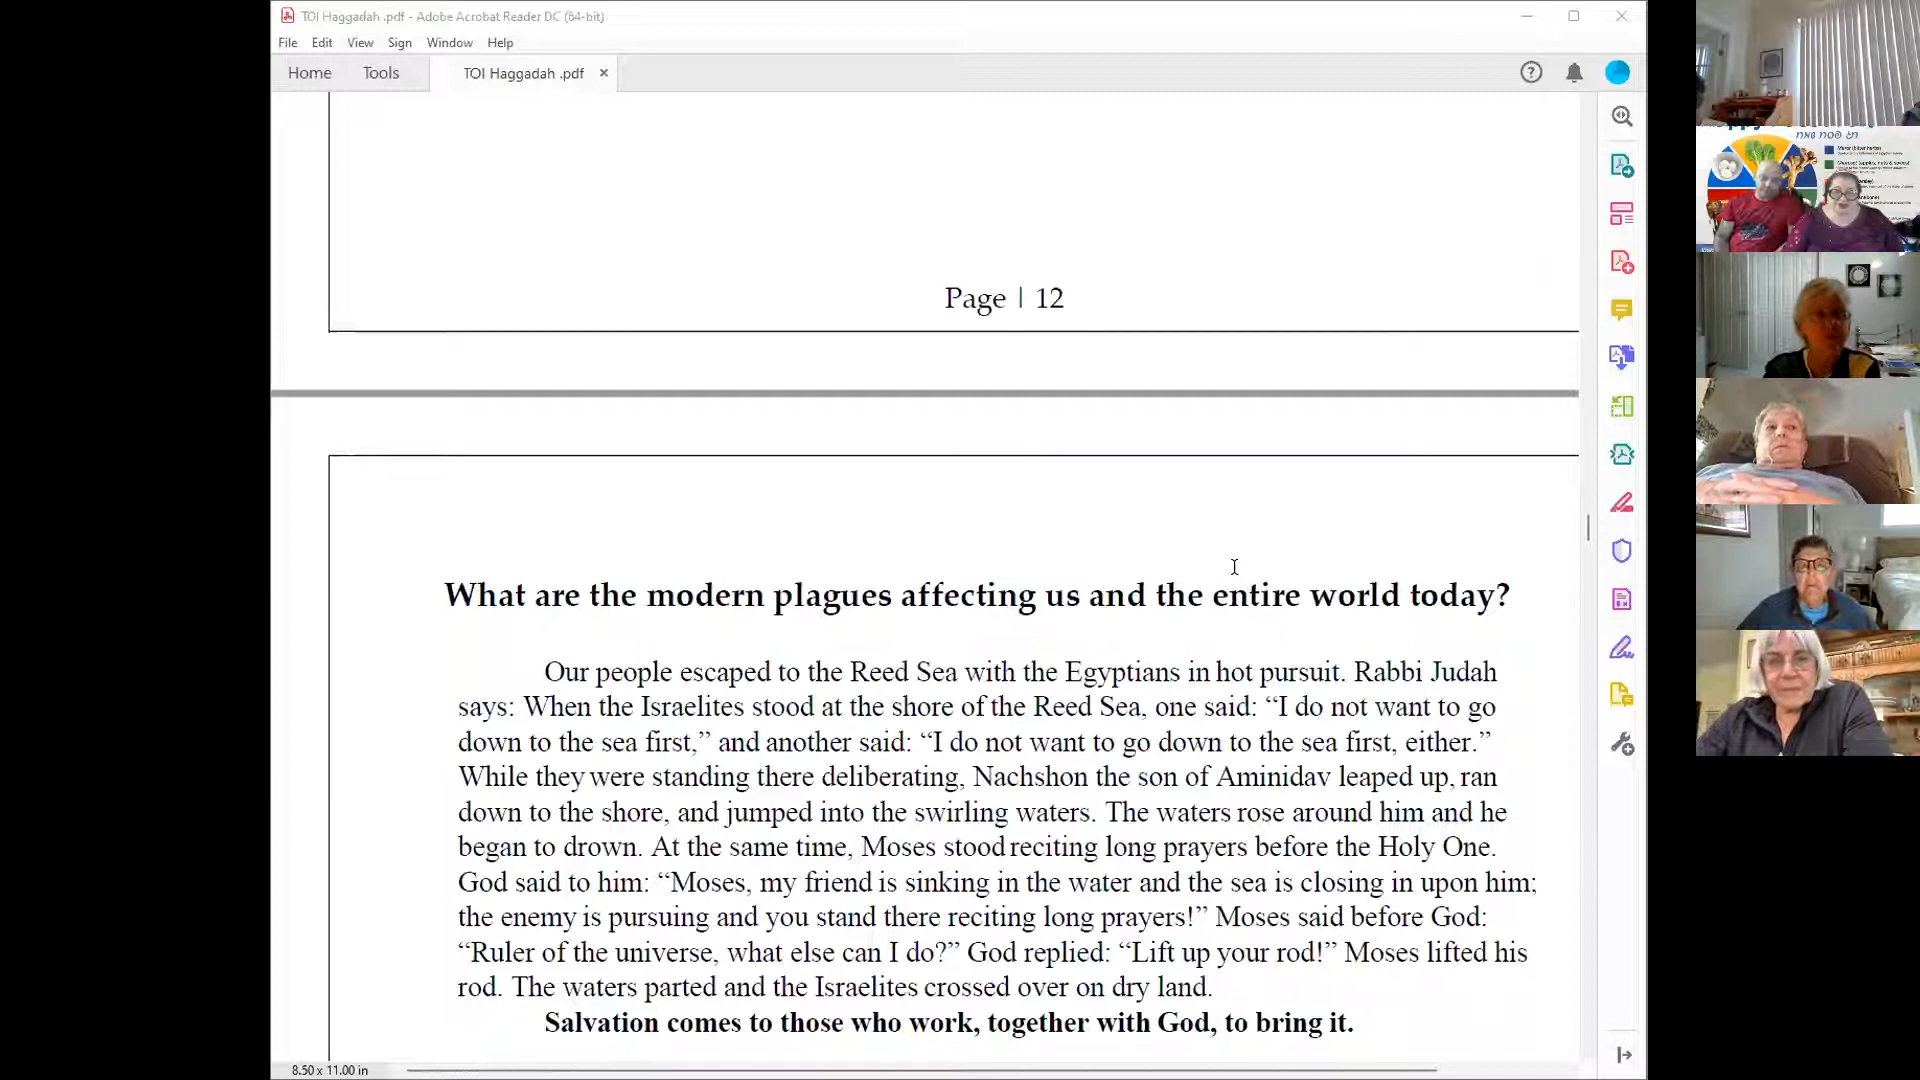 TOI Haggadah .pdf - Adobe Acrobat Reader DC (64-bit)
File Edit View Sign Window Help
Home Tools TOI Haggadah .pdf ×
Page | 12
What are the modern plagues affecting us and the entire world today?
Our people escaped to the Reed Sea with the Egyptians in hot pursuit. Rabbi Judah
says: When the Israelites stood at the shore of the Reed Sea, one said: “I do not want to go
down to the sea first,” and another said: “I do not want to go down to the sea first, either.”
While they were standing there deliberating, Nachshon the son of Aminidav leaped up, ran
down to the shore, and jumped into the swirling waters. The waters rose around him and he
began to drown. At the same time, Moses stood reciting long prayers before the Holy One.
God said to him: “Moses, my friend is sinking in the water and the sea is closing in upon him;
the enemy is pursuing and you stand there reciting long prayers!” Moses said before God:
“Ruler of the universe, what else can I do?” God replied: “Lift up your rod!” Moses lifted his
rod. The waters parted and the Israelites crossed over on dry land.
Salvation comes to those who work, together with God, to bring it.
8.50 x 11.00 in
חג פסח שמח
Maror (bitter herbs)